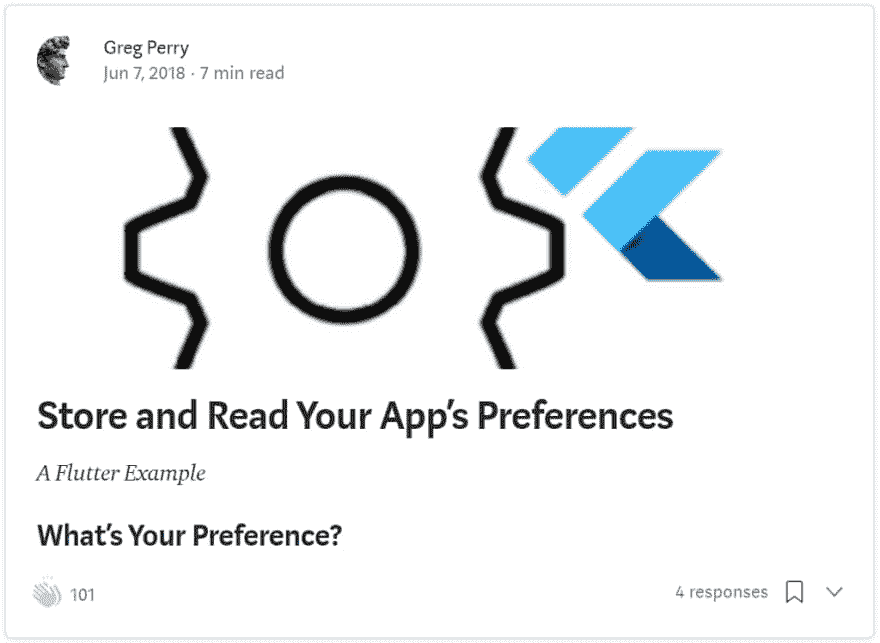 Greg Perry
Jun 7, 2018 · 7 min read
Store and Read Your App’s Preferences
A Flutter Example
What’s Your Preference?
101
4 responses